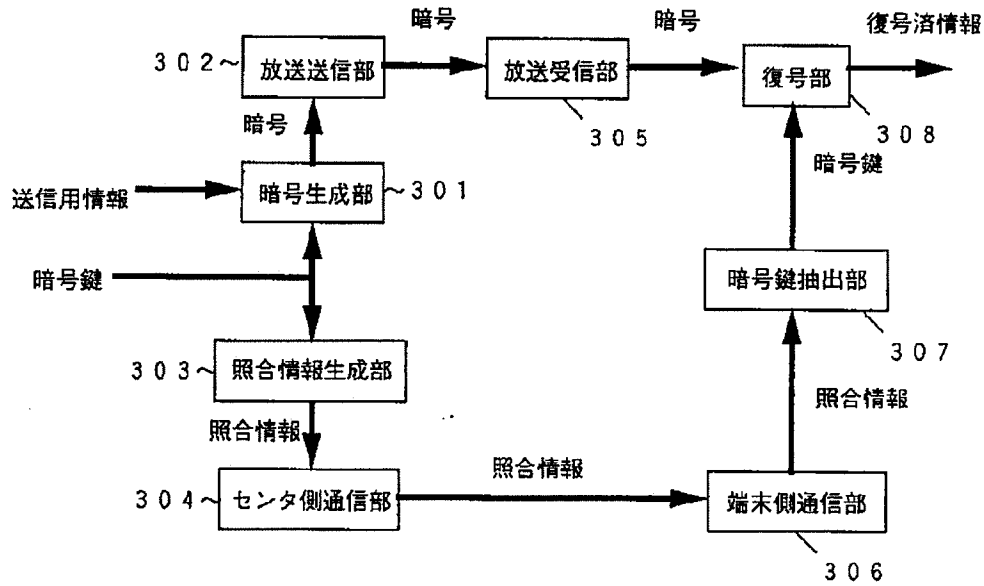 暗号
暗号
復号済情報
302～
放送送信部
放送受信部
復号部
305
308
暗号
暗号鍵
送信用情報
暗号生成部
～301
暗号鍵
暗号鍵抽出部
307
303～
照合情報生成部
照合情報
照合情報
照合情報
304～
センタ側通信部
端末側通信部
306